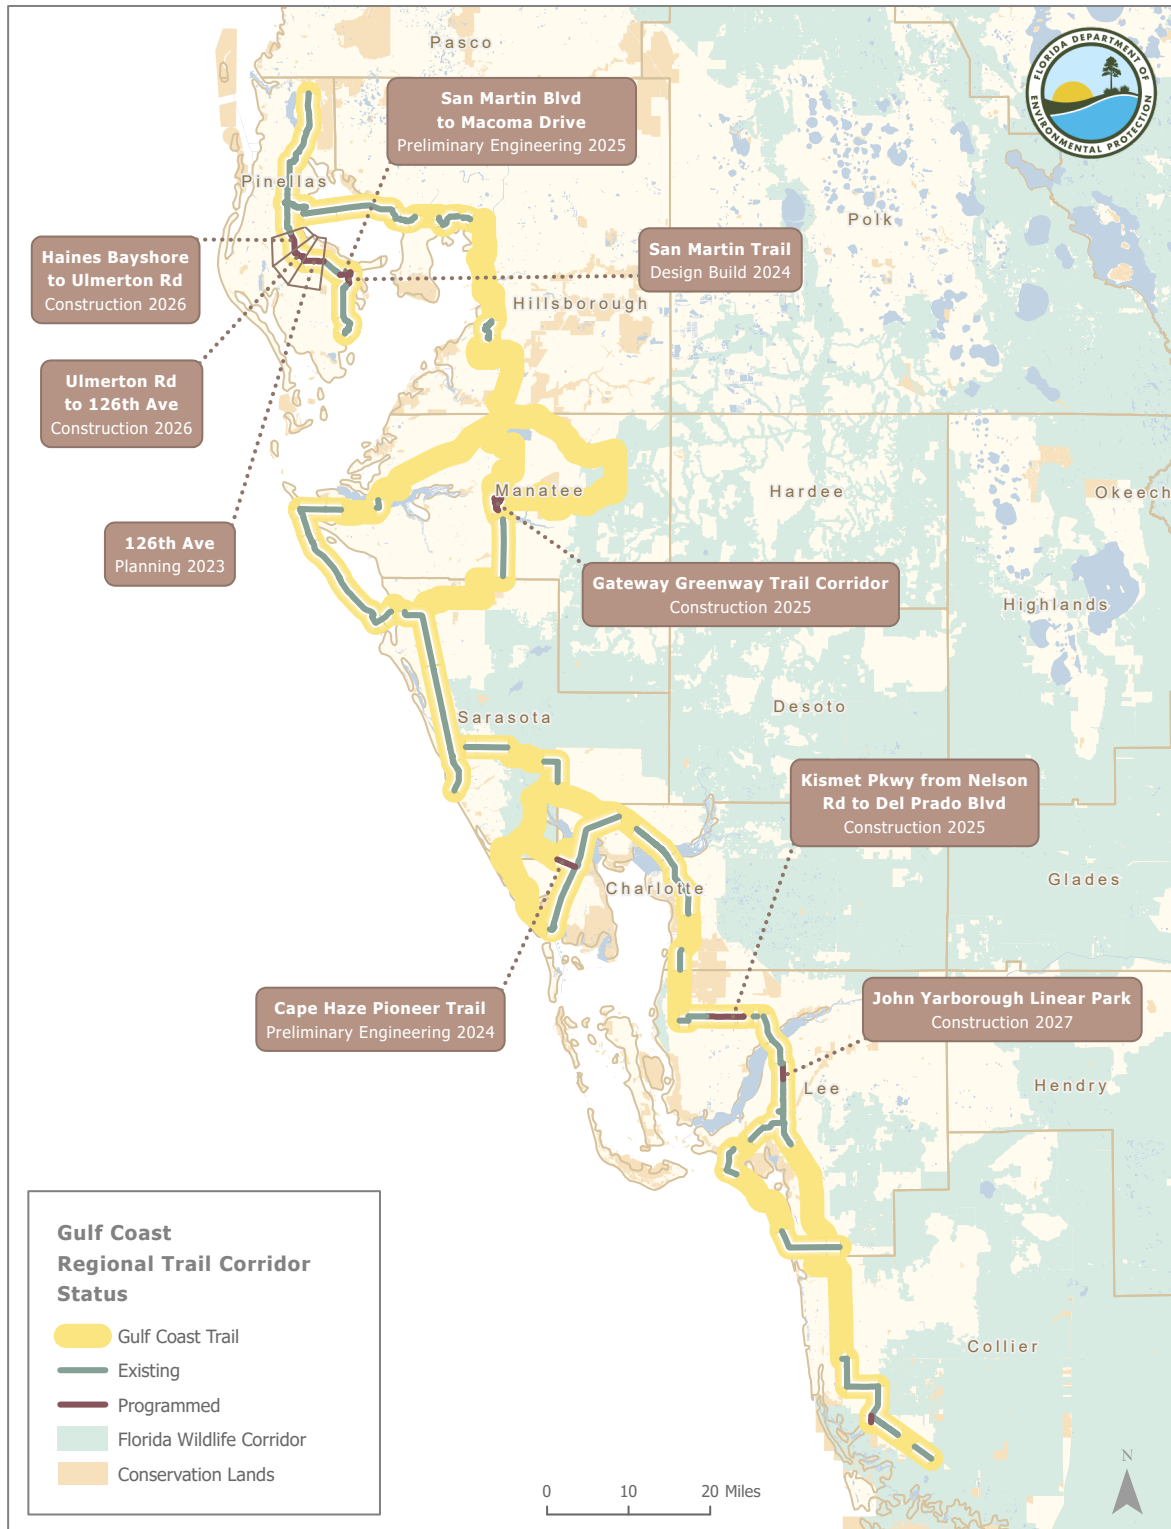 Pasco
FLORIDA DEPARTMENT OF
ENVIRONMENTAL PROTECTION
San Martin Blvd
to Macoma Drive
Preliminary Engineering 2025
Pinellas
Polk
Haines Bayshore
to Ulmerton Rd
Construction 2026
San Martin Trail
Design Build 2024
Hillsborough
Ulmerton Rd
to 126th Ave
Construction 2026
Manatee
Hardee
Okeech
126th Ave
Planning 2023
Gateway Greenway Trail Corridor
Construction 2025
Highlands
Sarasota
Desoto
Kismet Pkwy from Nelson
Rd to Del Prado Blvd
Construction 2025
Charlotte
Glades
Cape Haze Pioneer Trail
Preliminary Engineering 2024
John Yarborough Linear Park
Construction 2027
Lee
Hendry
Gulf Coast
Regional Trail Corridor
Status
Gulf Coast Trail
Existing
Programmed
Florida Wildlife Corridor
Conservation Lands
Collier
0 10 20 Miles
N